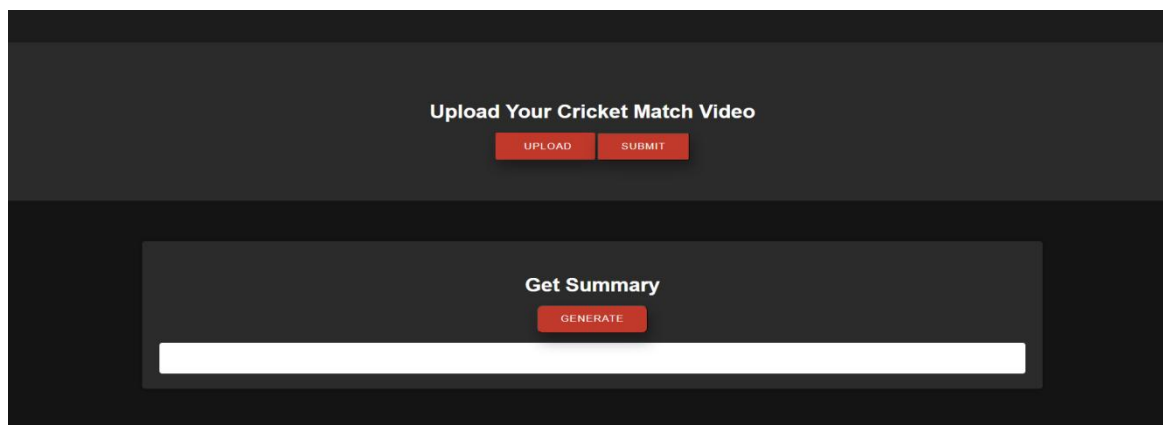 Upload Your Cricket Match Video
UPLOAD SUBMIT
Get Summary
GENERATE